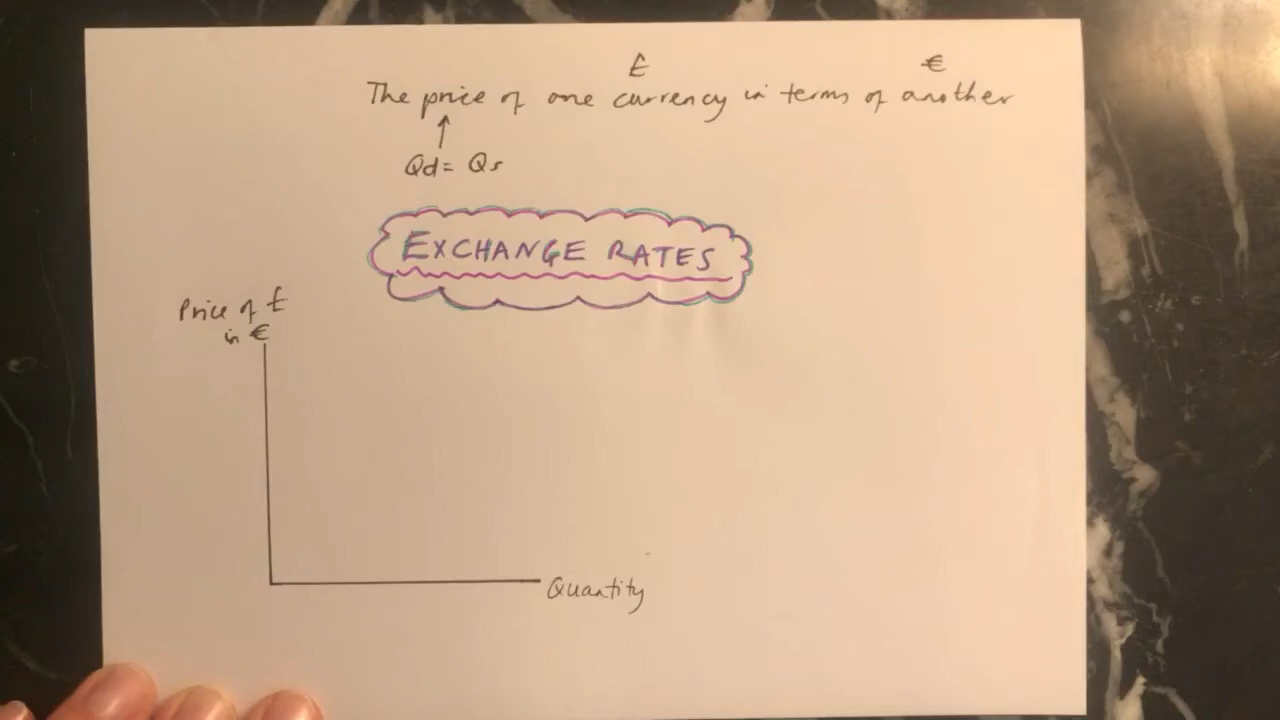 £ €
The price of one currency in terms of another
Qd = Qs
EXCHANGE RATES
Price of £
in €
Quantity